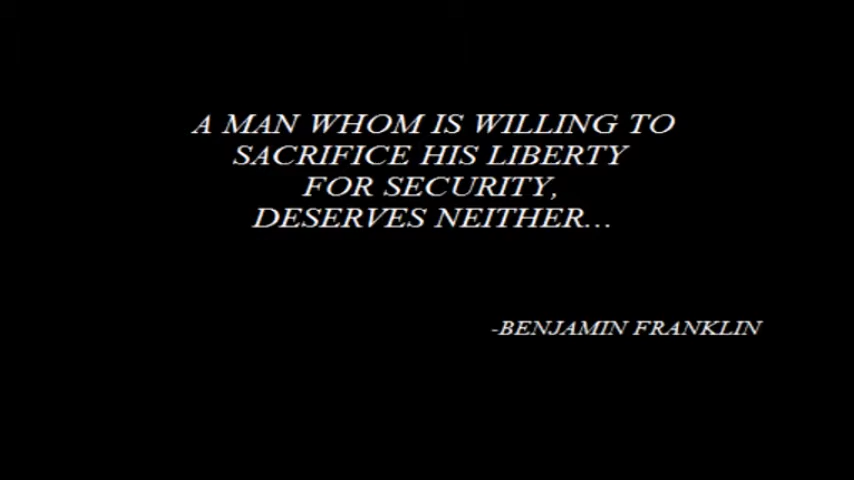 A MAN WHOM IS WILLING TO
SACRIFICE HIS LIBERTY
FOR SECURITY,
DESERVES NEITHER...
-BENJAMIN FRANKLIN